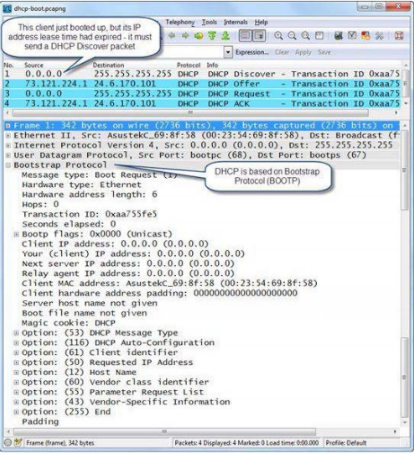 dhcp-boot.pcapng
This client just booted up, but its IP
address lease time had expired - it must
send a DHCP Discover packet
Telephony Tools Internals Help
Expression... Clear Apply Save
No. Source Destination Protocol Info
1 0.0.0.0 255.255.255.255 DHCP DHCP Discover - Transaction ID 0xaa75
2 73.121.224.1 24.6.170.101 DHCP DHCP Offer - Transaction ID 0xaa75
3 0.0.0.0 255.255.255.255 DHCP DHCP Request - Transaction ID 0xaa75
4 73.121.224.1 24.6.170.101 DHCP DHCP ACK - Transaction ID 0xaa75
Frame 1: 342 bytes on wire (2736 bits), 342 bytes captured (2736 bits) on
Ethernet II, Src: AsustekC_69:8f:58 (00:23:54:69:8f:58), Dst: Broadcast (f
Internet Protocol Version 4, Src: 0.0.0.0 (0.0.0.0), Dst: 255.255.255
User Datagram Protocol, Src Port: bootpc (68), Dst Port: bootps (67)
Bootstrap Protocol
DHCP is based on Bootstrap
Protocol (BOOTP)
Message type: Boot Request (1)
Hardware type: Ethernet
Hardware address length: 6
Hops: 0
Transaction ID: 0xaa755fe5
Seconds elapsed: 0
Bootp flags: 0x0000 (Unicast)
Client IP address: 0.0.0.0 (0.0.0.0)
Your (client) IP address: 0.0.0.0 (0.0.0.0)
Next server IP address: 0.0.0.0 (0.0.0.0)
Relay agent IP address: 0.0.0.0 (0.0.0.0)
Client MAC address: AsustekC_69:8f:58 (00:23:54:69:8f:58)
Client hardware address padding: 00000000000000000000
Server host name not given
Boot file name not given
Magic cookie: DHCP
Option: (53) DHCP Message Type
Option: (116) DHCP Auto-Configuration
Option: (61) Client identifier
Option: (50) Requested IP Address
Option: (12) Host Name
Option: (60) Vendor class identifier
Option: (55) Parameter Request List
Option: (43) Vendor-Specific Information
Option: (255) End
Padding
Frame (frame), 342 bytes Packets: 4 Displayed: 4 Marked: 0 Load time: 0:00.000 Profile: Default